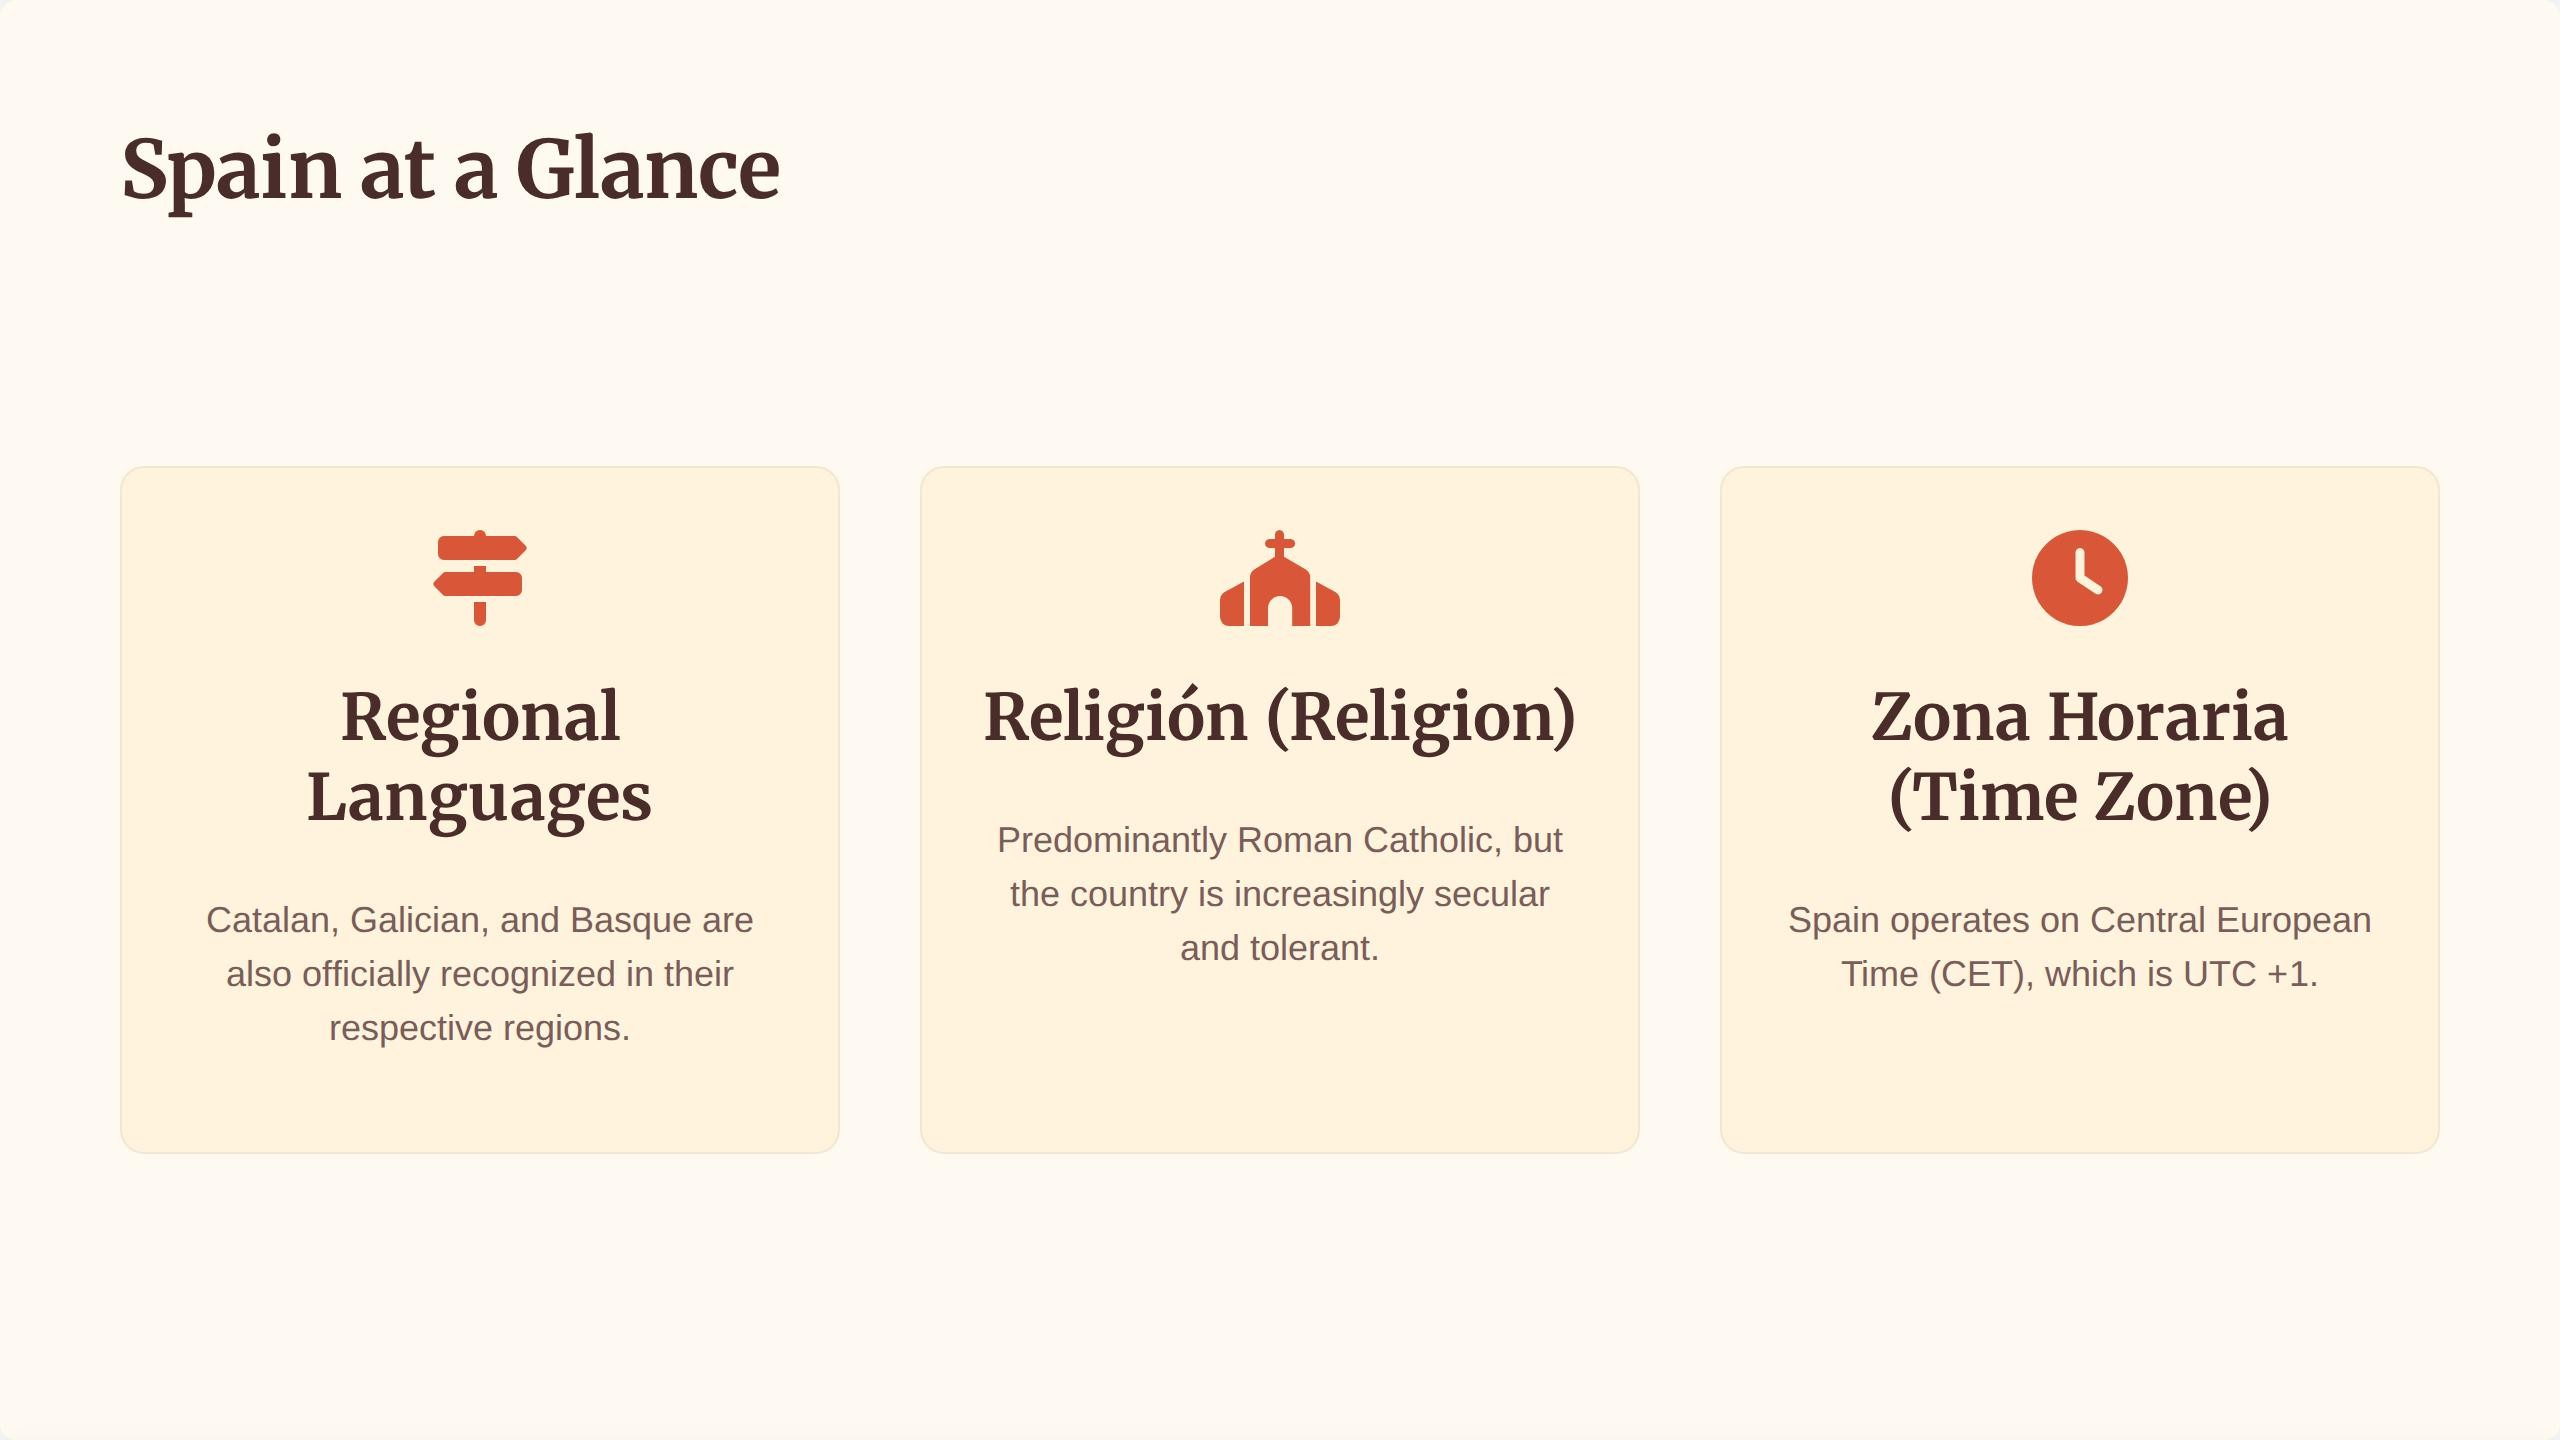 Spain at a Glance
Regional
Languages
Catalan, Galician, and Basque are
also officially recognized in their
respective regions.
Religión (Religion)
Predominantly Roman Catholic, but
the country is increasingly secular
and tolerant.
Zona Horaria
(Time Zone)
Spain operates on Central European
Time (CET), which is UTC +1.